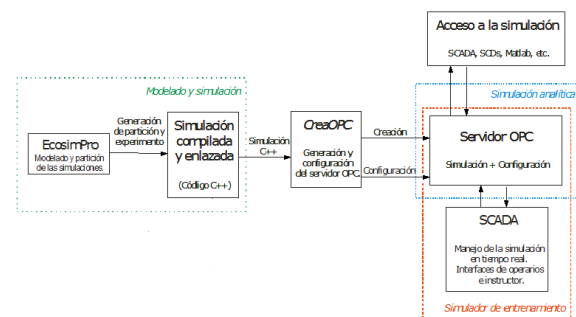 Acceso a la simulación
SCADA, SCDs, Matlab, etc.
Modelado y simulación
Simulación analítica
EcosimPro
Modelado y partición
de las simulaciones.
Generación
de partición y
experimento
Simulación
compilada
y enlazada
(Código C++)
Simulación
C++
CreaOPC
Generación y
configuración
del servidor OPC.
Creación
Configuración
Servidor OPC
Simulación + Configuración
SCADA
Manejo de la simulación
en tiempo real.
Interfaces de operarios
e instructor.
Simulador de entrenamiento